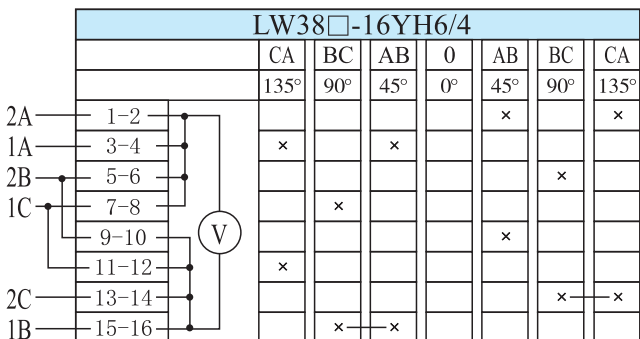 LW38□-16YH6/4
CA BC AB 0 AB BC CA
135° 90° 45° 0° 45° 90° 135°
2A 1-2 × ×
1A 3-4 × ×
2B 5-6 ×
1C 7-8 ×
V
9-10 ×
11-12 ×
2C 13-14 × ×
1B 15-16 × ×